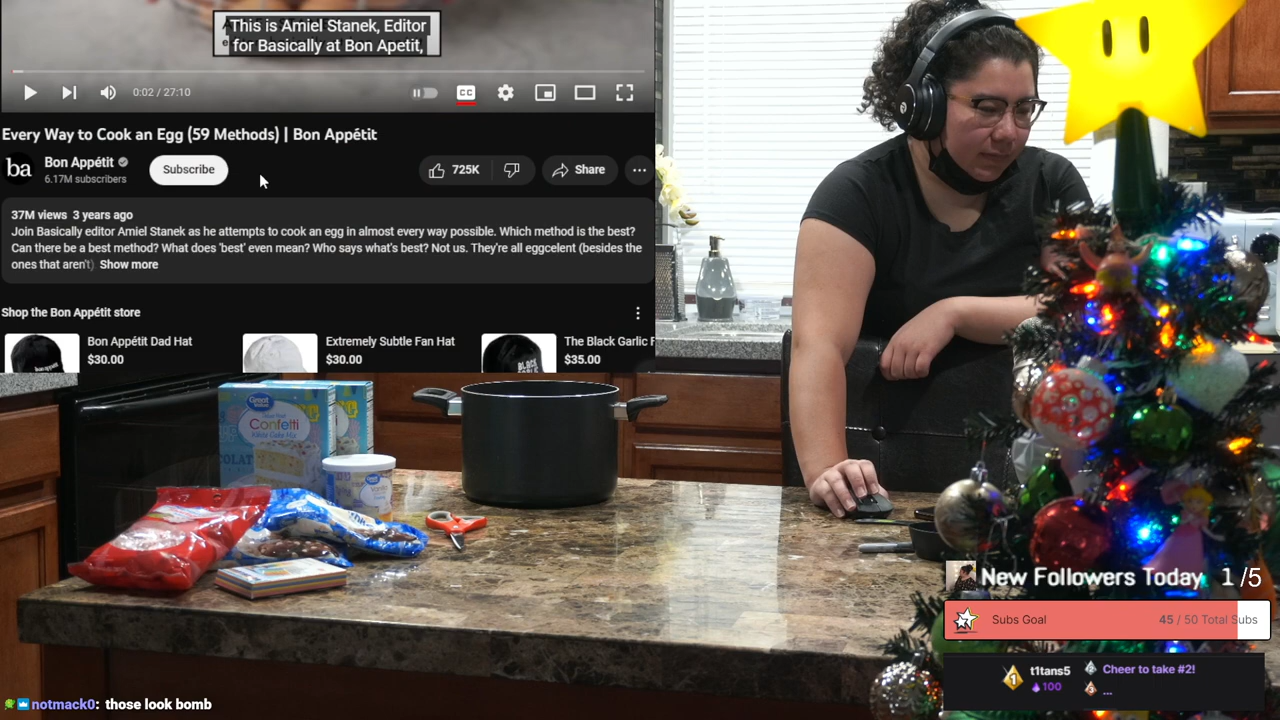 This is Amiel Stanek, Editor
for Basically at Bon Apetit,
0:02 / 27:10
CC
Every Way to Cook an Egg (59 Methods) | Bon Appétit
ba
Bon Appétit
6.17M subscribers
Subscribe
725K
Share
37M views 3 years ago
Join Basically editor Amiel Stanek as he attempts to cook an egg in almost every way possible. Which method is the best?
Can there be a best method? What does 'best' even mean? Who says what's best? Not us. They're all eggcelent (besides the
ones that aren't) Show more
Shop the Bon Appétit store
Bon Appétit Dad Hat
$30.00
Extremely Subtle Fan Hat
$30.00
The Black Garlic F
$35.00
Great Value
Confetti
New Followers Today 1 /5
Subs Goal
45 / 50 Total Subs
1
t1tans5
100
2
Cheer to take #2!
3
...
notmack0: those look bomb